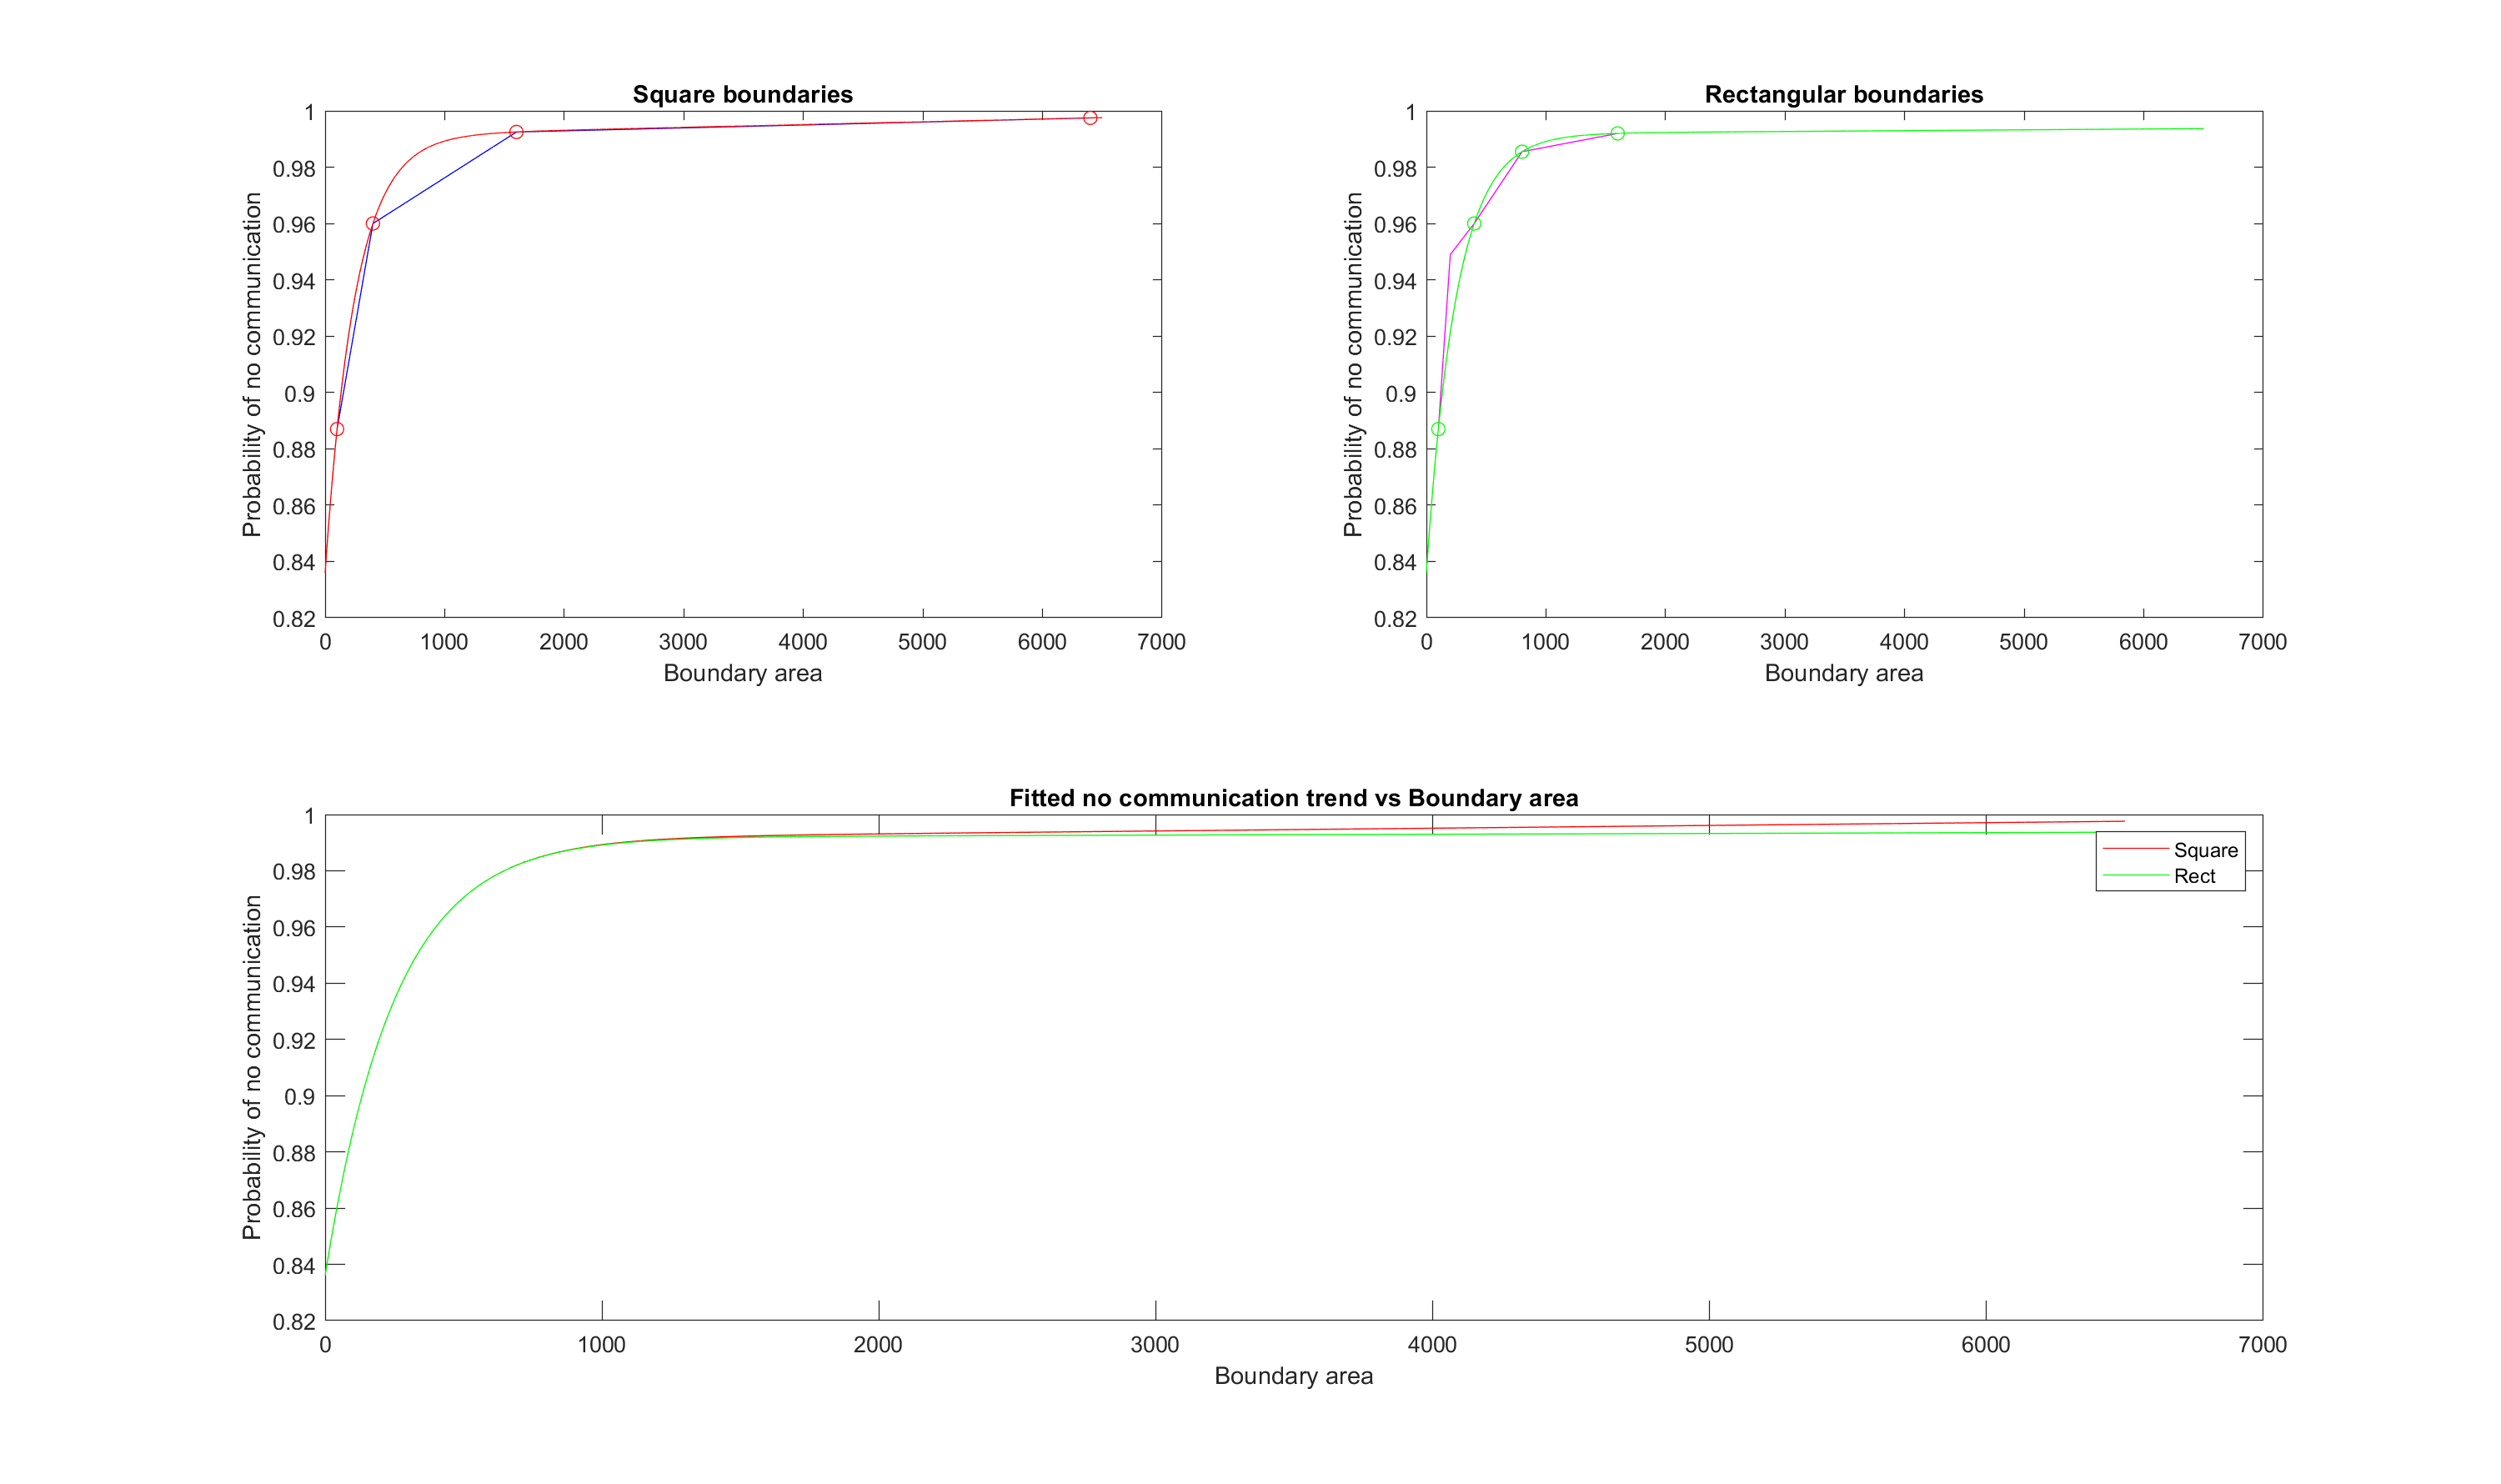 Square boundaries
1
0.98
0.96
0.94
0.92
0.9
0.88
0.86
0.84
0.82
Probability of no communication
0 1000 2000 3000 4000 5000 6000 7000
Boundary area
Rectangular boundaries
1
0.98
0.96
0.94
0.92
0.9
0.88
0.86
0.84
0.82
Probability of no communication
0 1000 2000 3000 4000 5000 6000 7000
Boundary area
Fitted no communication trend vs Boundary area
1
0.98
0.96
0.94
0.92
0.9
0.88
0.86
0.84
0.82
Probability of no communication
Square
Rect
0 1000 2000 3000 4000 5000 6000 7000
Boundary area